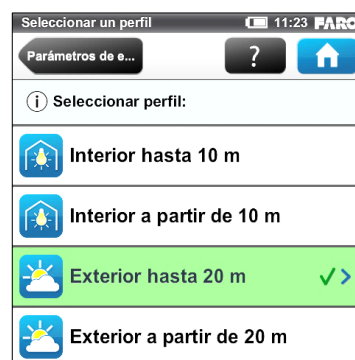 Seleccionar un perfil 11:23 FARO
Parámetros de e... ?
i Seleccionar perfil:
Interior hasta 10 m
Interior a partir de 10 m
Exterior hasta 20 m
Exterior a partir de 20 m